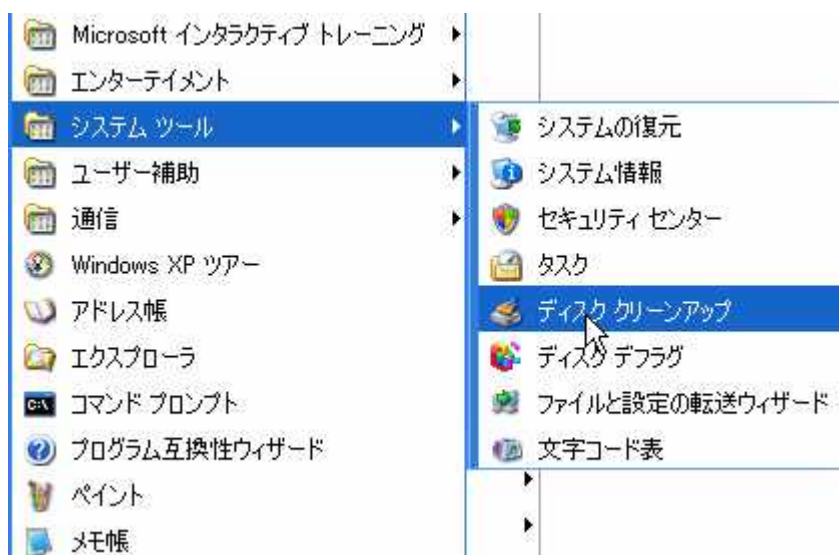 Microsoft インタラクティブ トレーニング
エンターテイメント
システム ツール
ユーザー補助
通信
Windows XP ツアー
アドレス帳
エクスプローラ
コマンド プロンプト
プログラム互換性ウィザード
ペイント
メモ帳
システムの復元
システム情報
セキュリティ センター
タスク
ディスク クリーンアップ
ディスク デフラグ
ファイルと設定の転送ウィザード
文字コード表